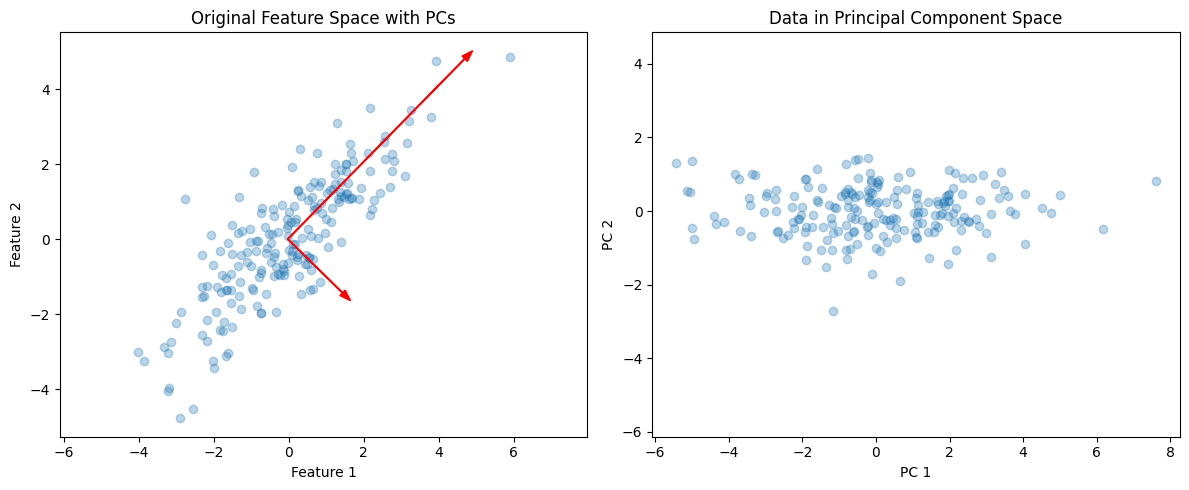 Original Feature Space with PCs
Feature 2
4
2
0
−2
−4
−6 −4 −2 0 2 4 6
Feature 1
Data in Principal Component Space
PC 2
4
2
0
−2
−4
−6
−6 −4 −2 0 2 4 6 8
PC 1